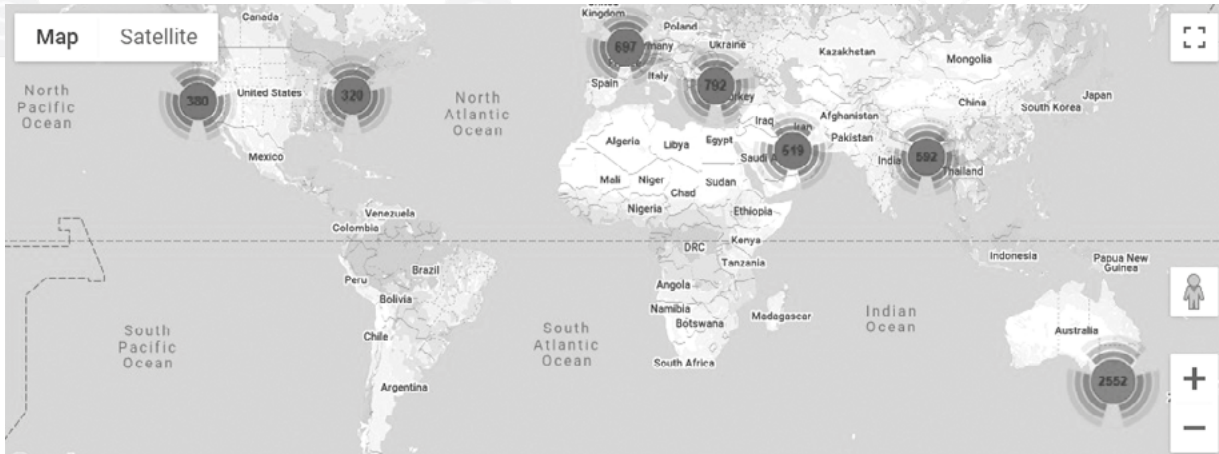 Map
Satellite
Canada
Kingdom
Poland
Ukraine
Kazakhstan
Mongolia
697
Spain
Italy
792
China
Japan
South Korea
North
Pacific
Ocean
380
United States
320
North
Atlantic
Ocean
Iraq
Iran
Afghanistan
Pakistan
Mexico
Algeria
Libya
Egypt
Saudi A
619
India
592
Thailand
Mali
Niger
Chad
Sudan
Nigeria
Ethiopia
Venezuela
Colombia
DRC
Kenya
Tanzania
Indonesia
Papua New
Guinea
Peru
Brazil
Bolivia
Angola
Namibia
Botswana
Madagascar
Indian
Ocean
Australia
South
Pacific
Ocean
Chile
South
Atlantic
Ocean
South Africa
Argentina
2552